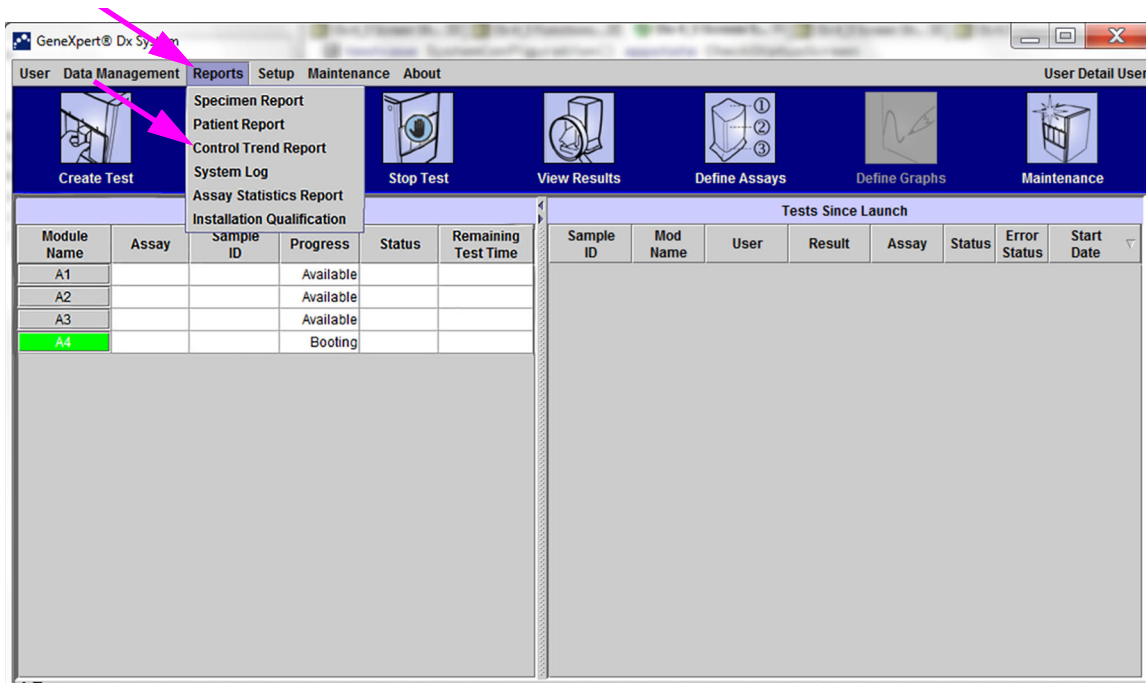 GeneXpert® Dx System
User Data Management Reports Setup Maintenance About User Detail User
Specimen Report
Patient Report
Control Trend Report
System Log
Assay Statistics Report
Installation Qualification
Create Test Stop Test View Results Define Assays Define Graphs Maintenance
① ② ③
Tests Since Launch
Module Name Assay Sample ID Progress Status Remaining Test Time
Sample ID Mod Name User Result Assay Status Error Status Start Date
A1 Available
A2 Available
A3 Available
A4 Booting